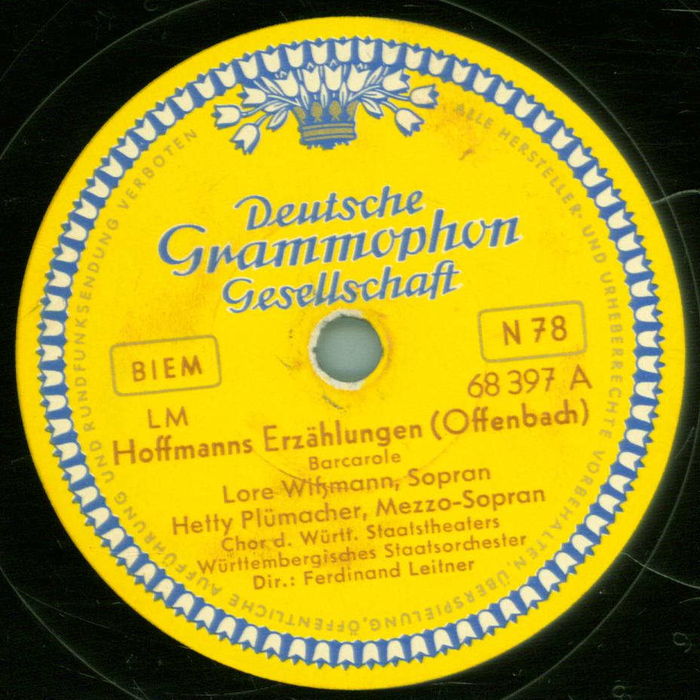 Deutsche
Grammophon
Gesellschaft
BIEM
N 78
LM
68 397 A
Hoffmanns Erzählungen (Offenbach)
Barcarole
Lore Wißmann, Sopran
Hetty Plümacher, Mezzo-Sopran
Chor d. Württ. Staatstheaters
Württembergisches Staatsorchester
Dir.: Ferdinand Leitner
ALLE HERSTELLER- UND URHEBERRECHTE VORBEHALTEN, ÜBERSPIELUNG, ÖFFENTLICHE AUFFÜHRUNG UND RUNDFUNKSENDUNG VERBOTEN